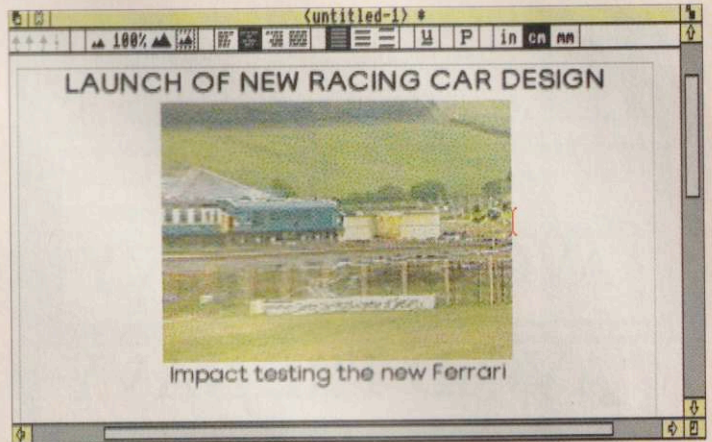 <untitled-1> *
100% U P in cm mm
LAUNCH OF NEW RACING CAR DESIGN
Impact testing the new Ferrari